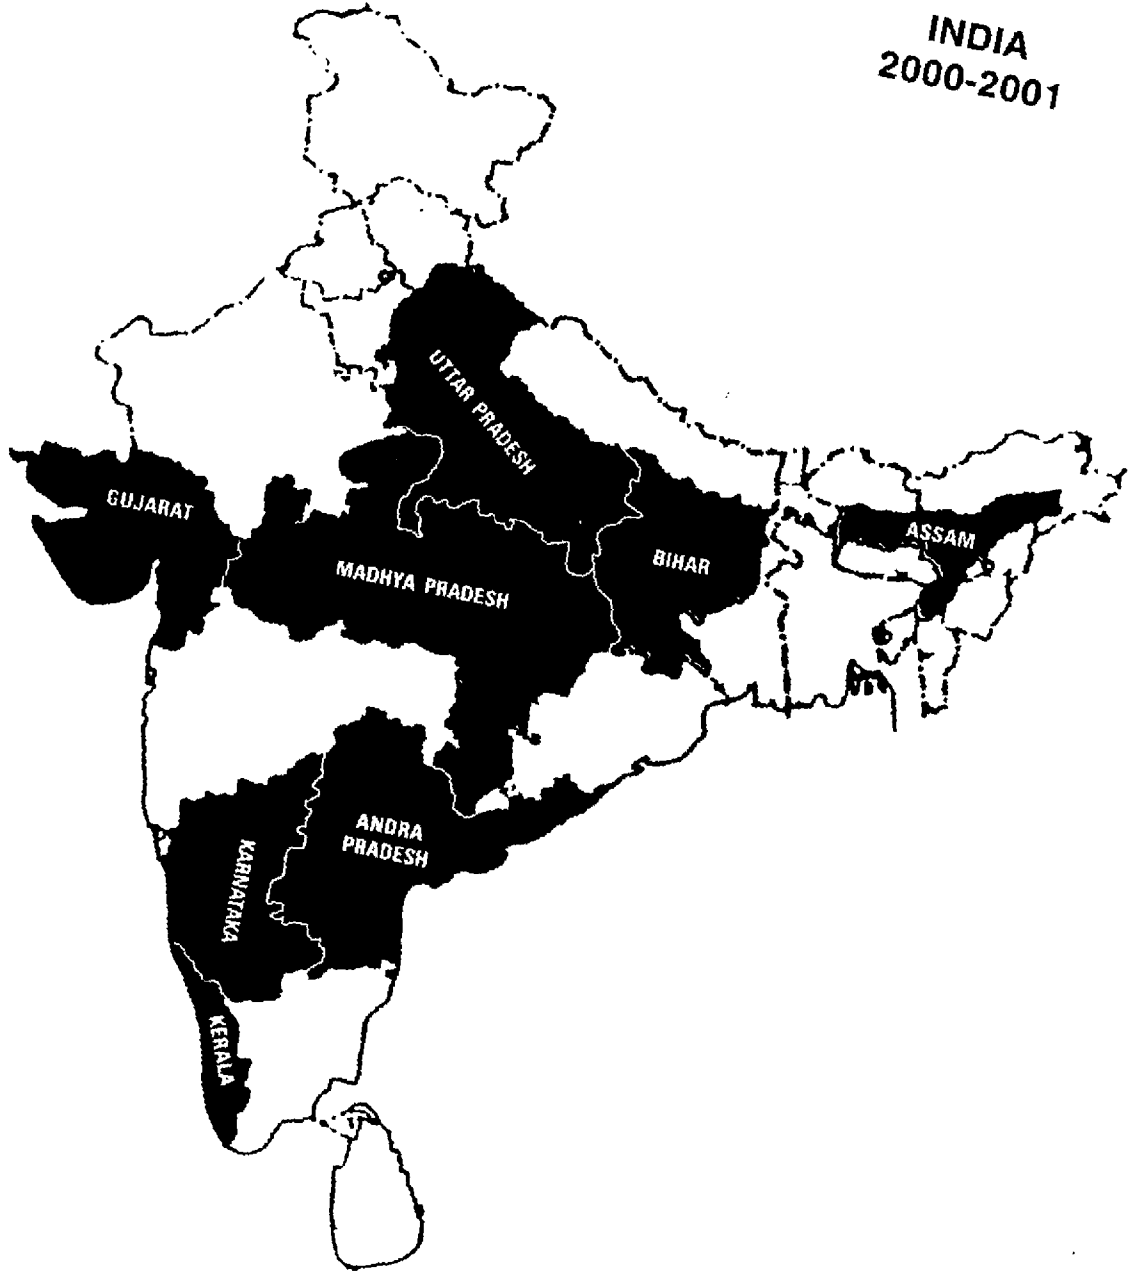 INDIA
2000-2001
UTTAR PRADESH
GUJARAT
ASSAM
BIHAR
MADHYA PRADESH
ANDRA
PRADESH
KARNATAKA
KERALA